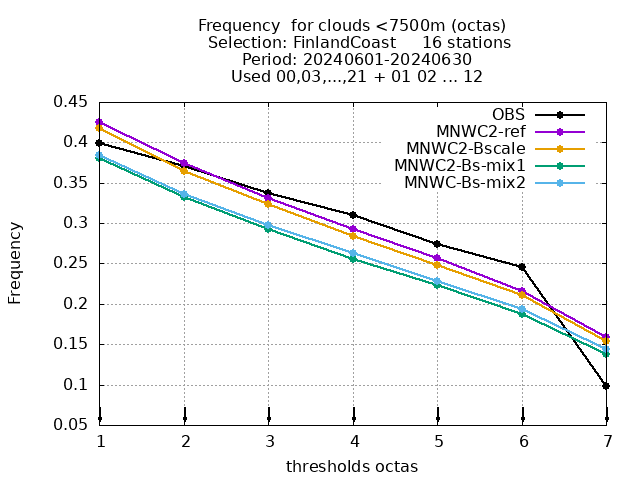 Frequency  for clouds <7500m (octas)
Selection: FinlandCoast     16 stations
Period: 20240601-20240630
Used 00,03,...,21 + 01 02 ... 12
OBS
MNWC2-ref
MNWC2-Bscale
MNWC2-Bs-mix1
MNWC-Bs-mix2
Frequency
0.45
0.4
0.35
0.3
0.25
0.2
0.15
0.1
0.05
1 2 3 4 5 6 7
thresholds octas